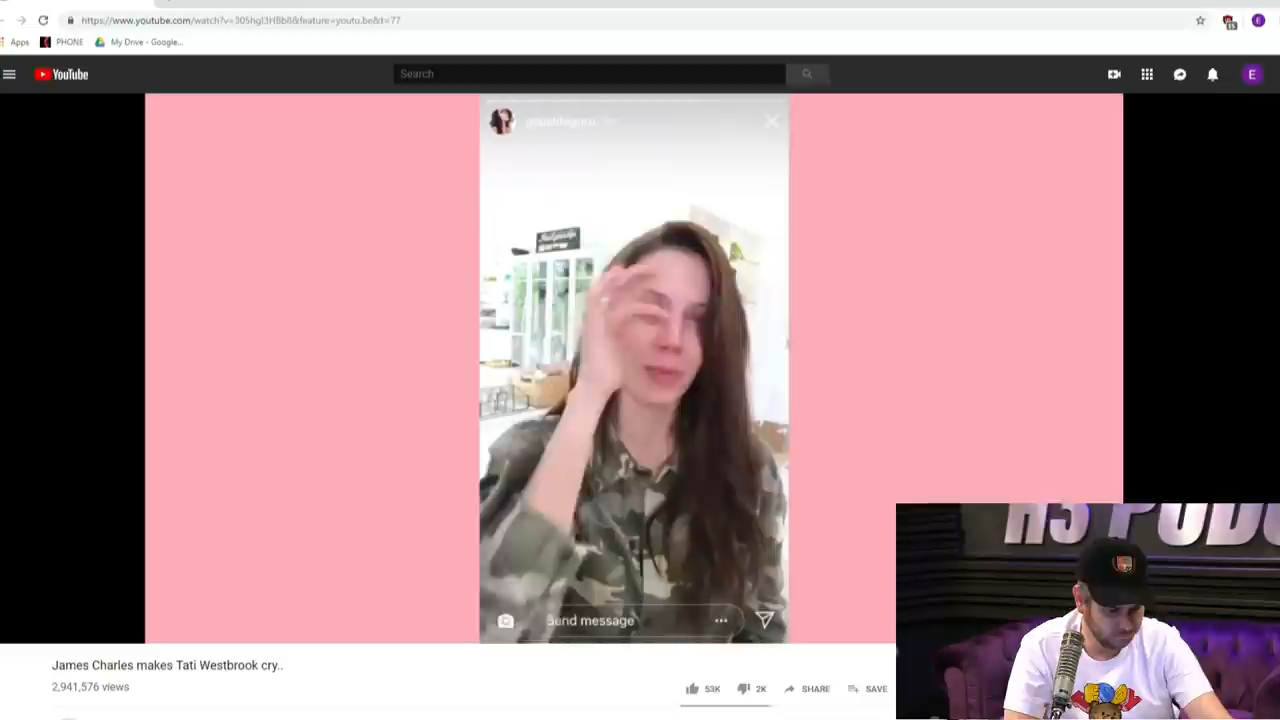 https://www.youtube.com/watch?v=305hgI3HBb8&feature=youtu.be&t=77
Apps PHONE My Drive - Google...
YouTube
Search
E
Send message
H3 PODC
James Charles makes Tati Westbrook cry..
2,941,576 views
53K 2K SHARE SAVE